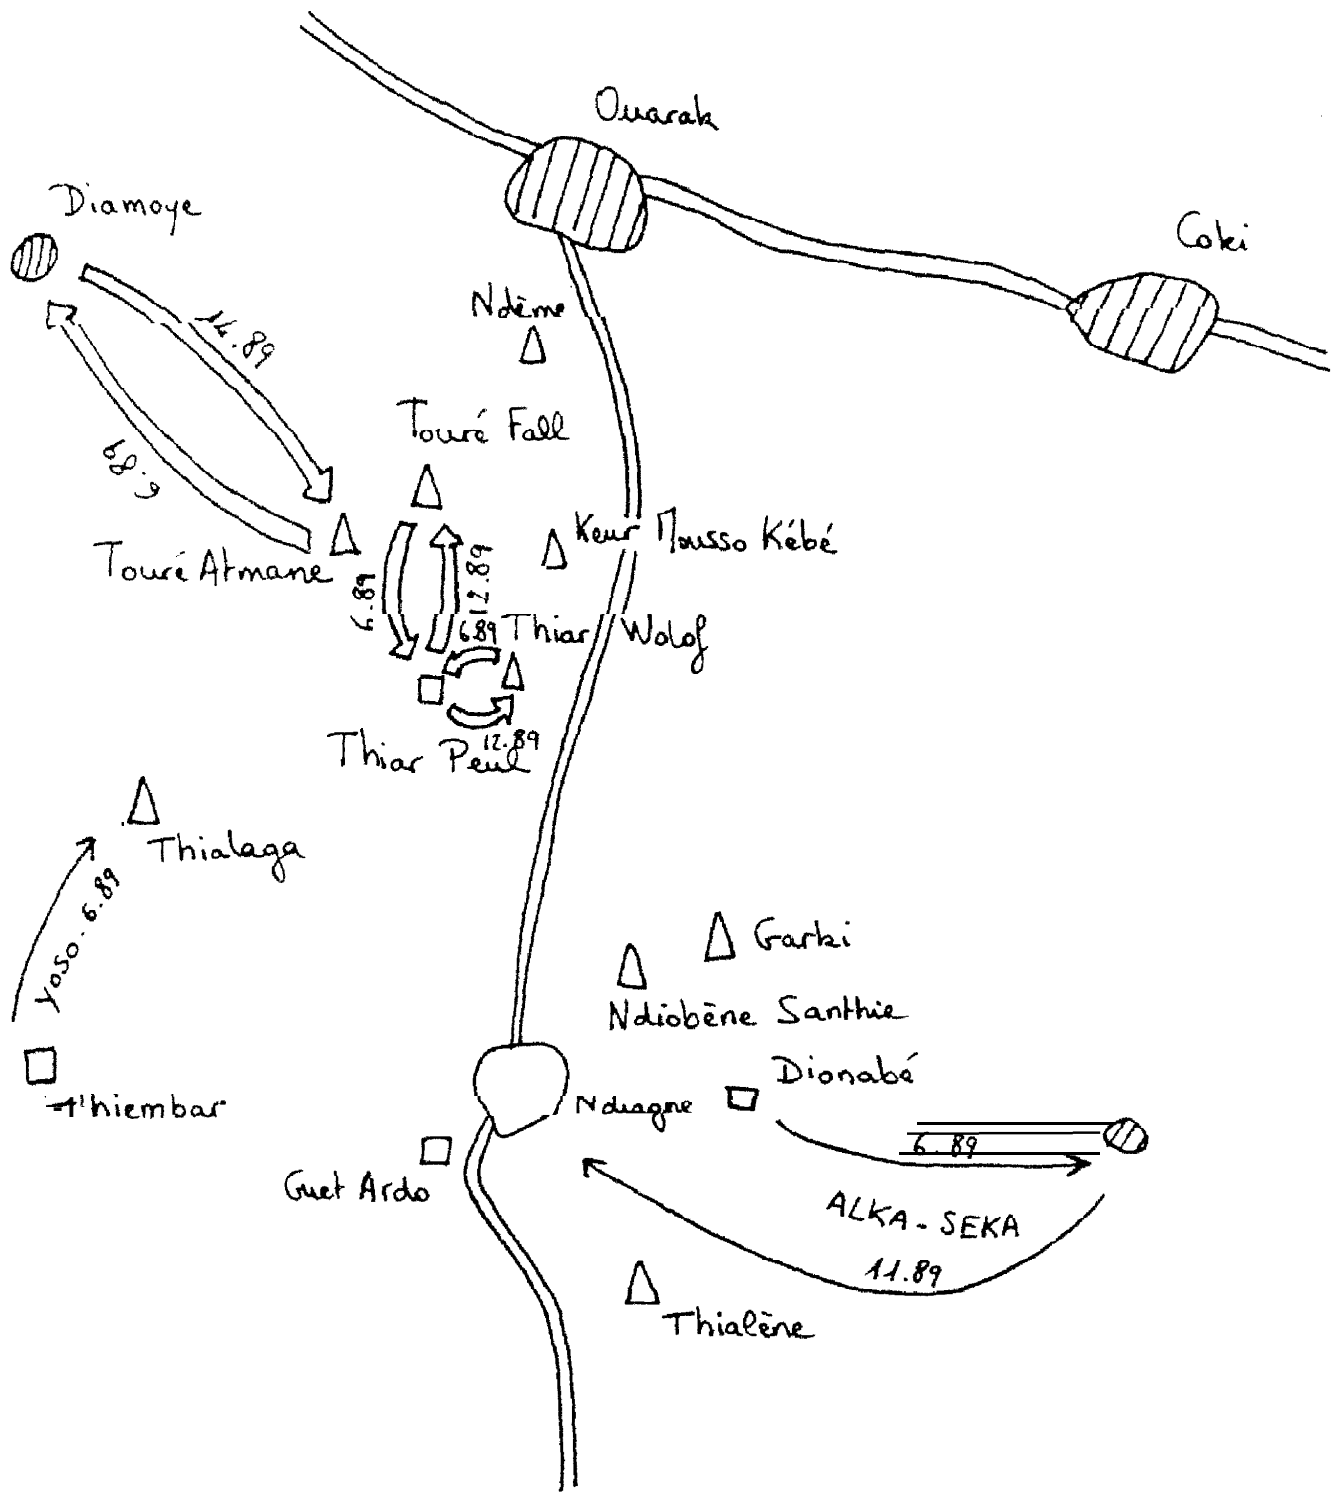 Ouarak
Diamoye
Coki
Ndème
14.89
6.89
Touré Fall
Keur Mousso Kébé
Touré Atmane
6.89
12.89
6.89
Thiar Wolof
12.89
Thiar Peul
Thialaga
YOSO - 6.89
Garki
Ndiobène Santhie
Dionabé
Thiembar
Ndiagne
6.89
Guet Ardo
ALKA - SEKA
11.89
Thialène